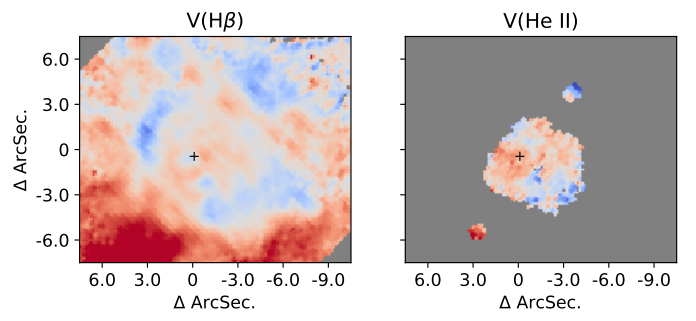 V(Hβ)
V(He II)
Δ ArcSec.
6.0
3.0
0
-3.0
-6.0
6.0 3.0 0 -3.0 -6.0 -9.0
6.0 3.0 0 -3.0 -6.0 -9.0
Δ ArcSec.
Δ ArcSec.